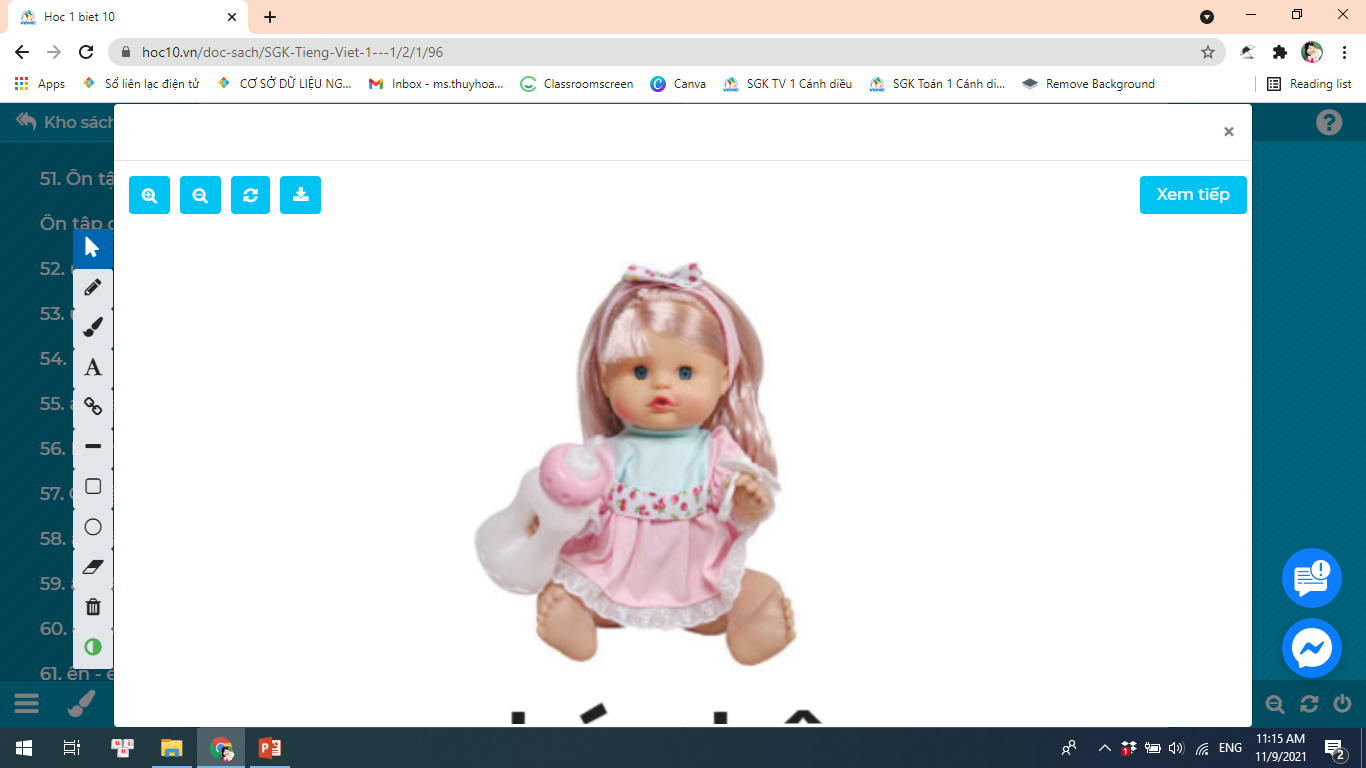 Hoc 1 biet 10
hoc10.vn/doc-sach/SGK-Tieng-Viet-1---1/2/1/96
Apps
Sổ liên lạc điện tử
CƠ SỞ DỮ LIỆU NG...
Inbox - ms.thuyhoa...
Classroomscreen
Canva
SGK TV 1 Cánh diều
SGK Toán 1 Cánh di...
Remove Background
Reading list
Kho sách
Xem tiếp
51. Ôn tậ
Ôn tập
52.
53.
54.
55.
56.
57.
58.
59.
60.
61. ên - 
A
ENG
11:15 AM
11/9/2021
2